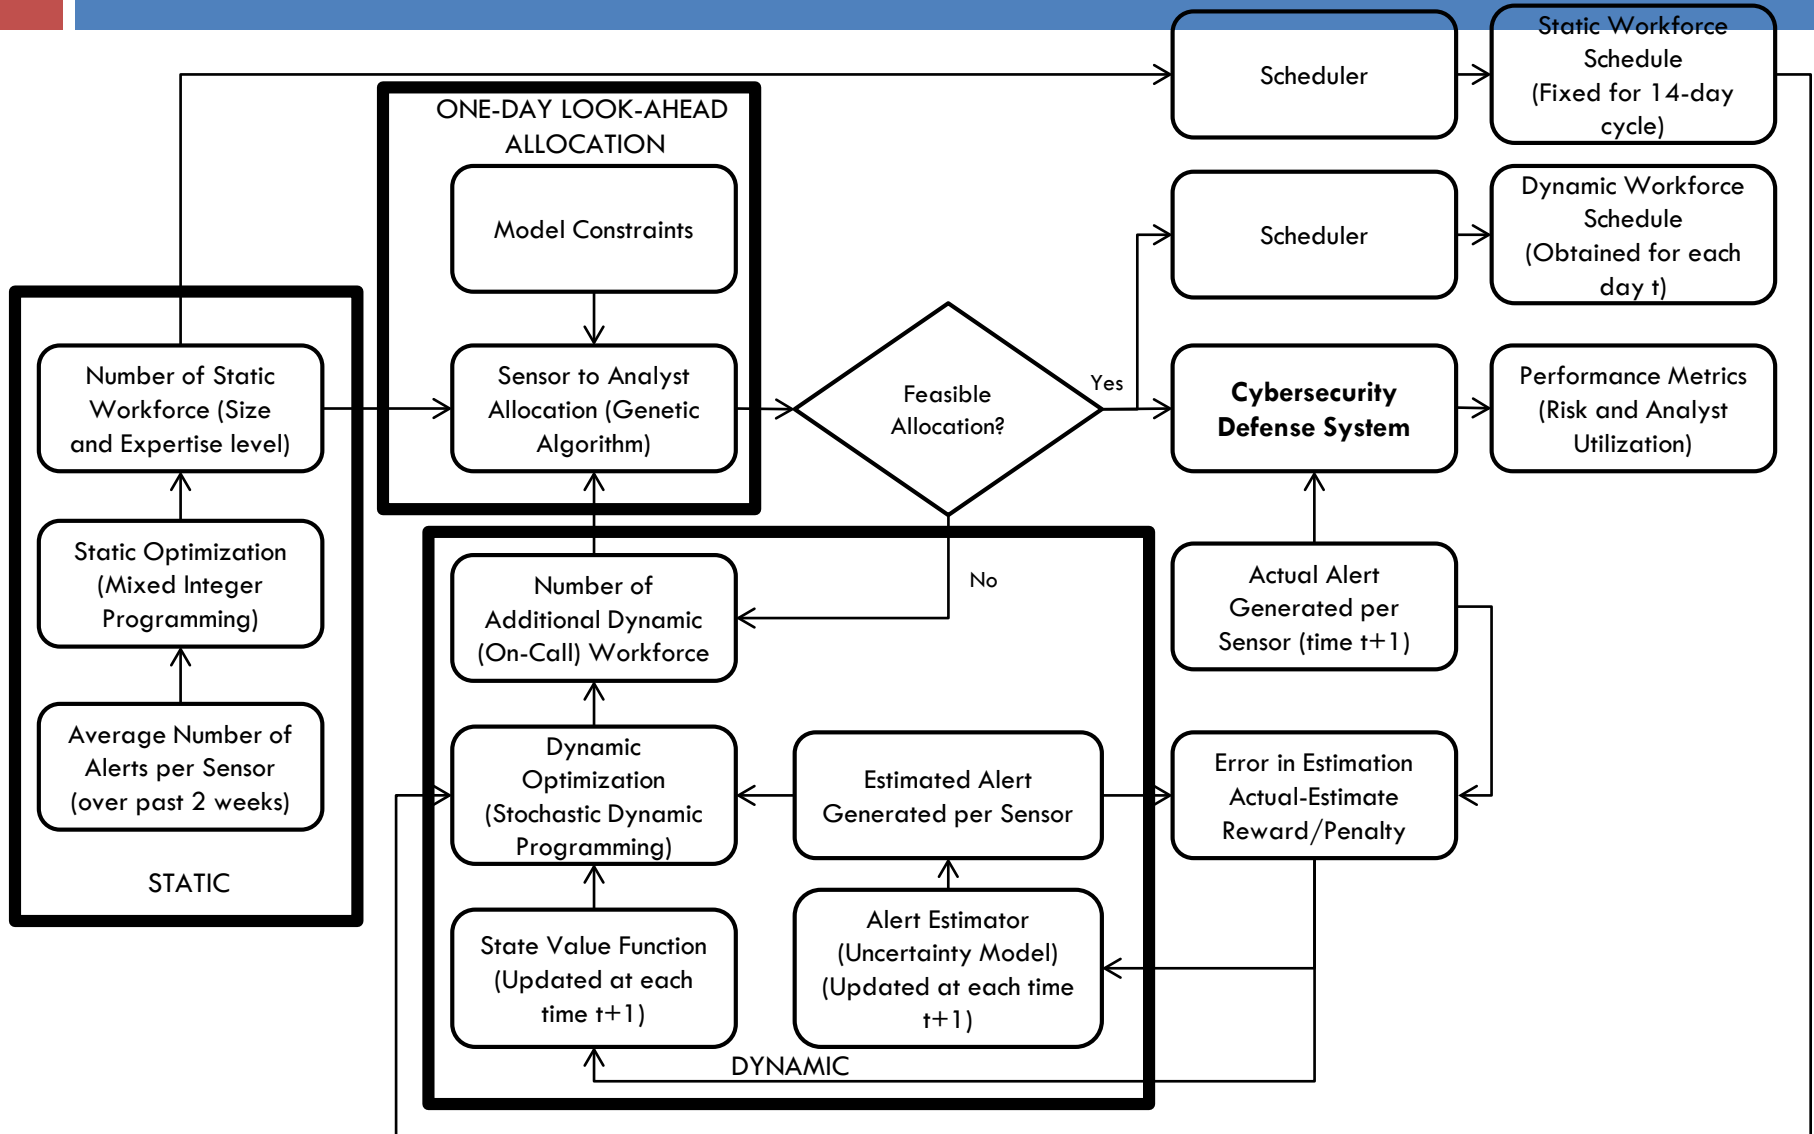 Scheduler
Static Workforce
Schedule
(Fixed for 14-day
cycle)
ONE-DAY LOOK-AHEAD
ALLOCATION
Model Constraints
Scheduler
Dynamic Workforce
Schedule
(Obtained for each
day t)
Number of Static
Workforce (Size
and Expertise level)
Sensor to Analyst
Allocation (Genetic
Algorithm)
Feasible
Allocation?
Yes
Cybersecurity
Defense System
Performance Metrics
(Risk and Analyst
Utilization)
Static Optimization
(Mixed Integer
Programming)
Number of
Additional Dynamic
(On-Call) Workforce
No
Actual Alert
Generated per
Sensor (time t+1)
Average Number of
Alerts per Sensor
(over past 2 weeks)
STATIC
Dynamic
Optimization
(Stochastic Dynamic
Programming)
Estimated Alert
Generated per Sensor
Error in Estimation
Actual-Estimate
Reward/Penalty
State Value Function
(Updated at each
time t+1)
Alert Estimator
(Uncertainty Model)
(Updated at each time
t+1)
DYNAMIC